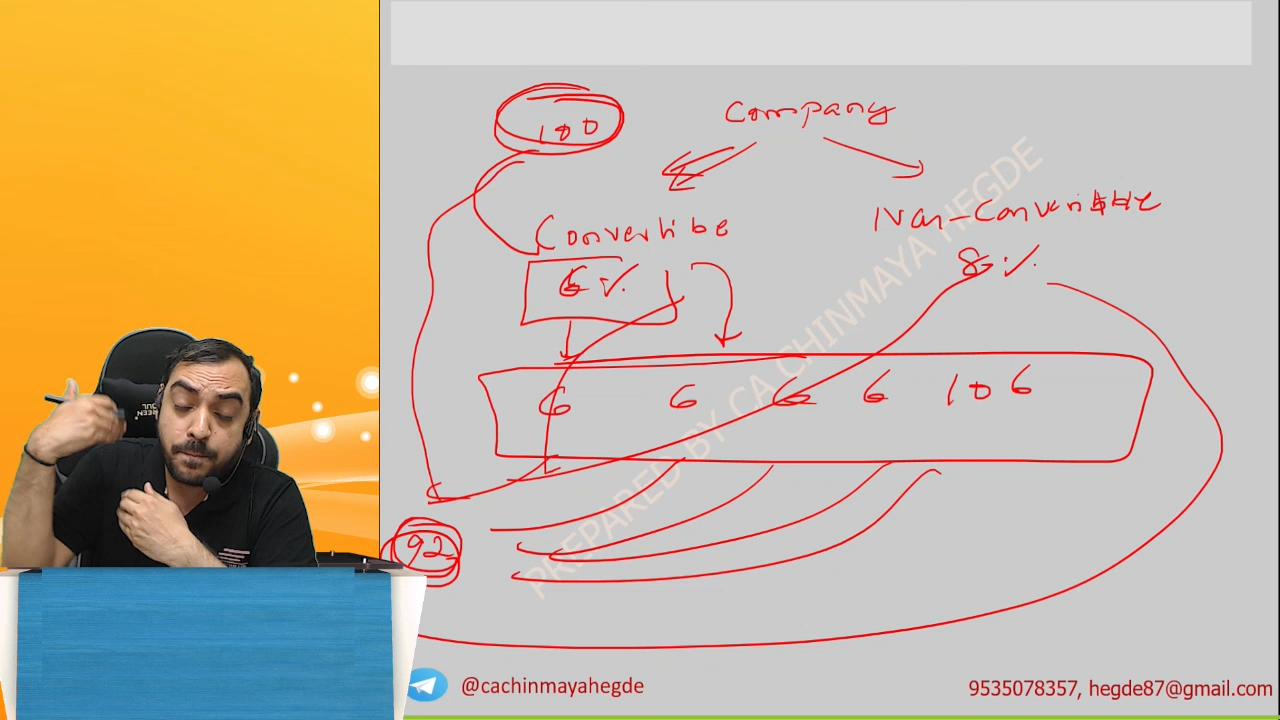 100
Company
Convertibe
Non-Convertible
6%
8%
6 6 6 6 106
92
PREPARED BY CA CHINMAYA HEGDE
@cachinmayahegde
9535078357, hegde87@gmail.com